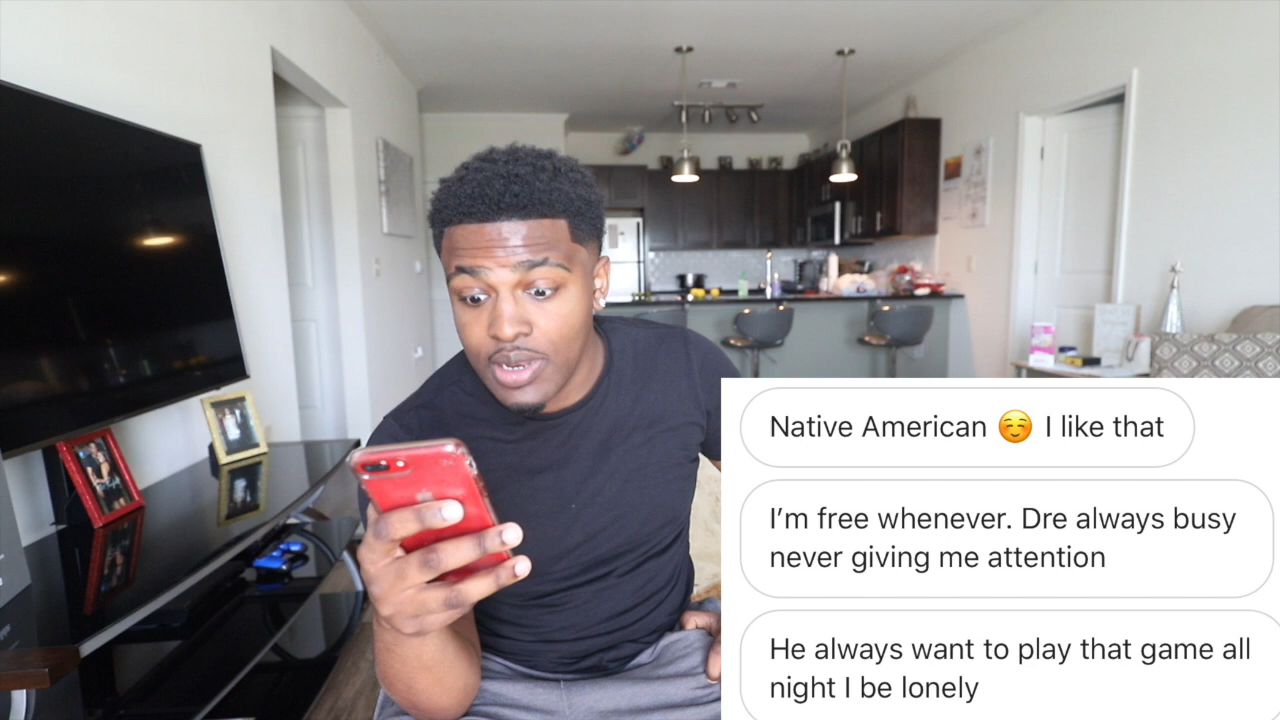 Native American ☺️ I like that
I’m free whenever. Dre always busy
never giving me attention
He always want to play that game all
night I be lonely